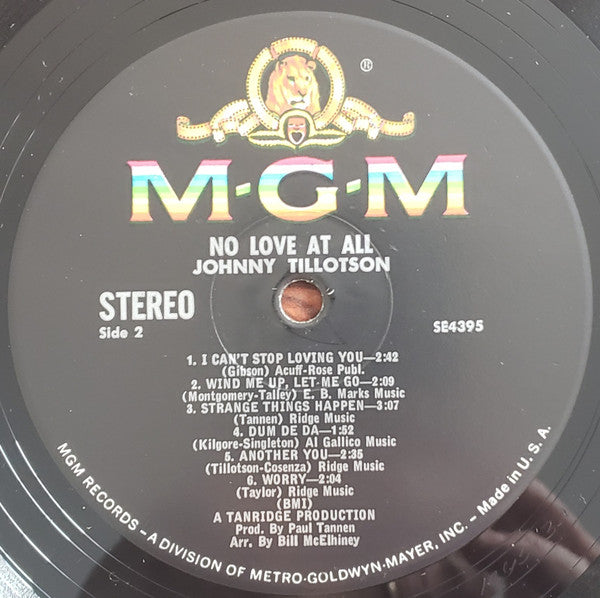 ®
M·G·M
NO LOVE AT ALL
JOHNNY TILLOTSON
STEREO
Side 2
SE4395
1. I CAN'T STOP LOVING YOU—2:42
(Gibson) Acuff-Rose Publ.
2. WIND ME UP, LET ME GO—2:09
(Montgomery-Talley) E. B. Marks Music
3. STRANGE THINGS HAPPEN—3:07
(Tannen) Ridge Music
4. DUM DE DA—1:52
(Kilgore-Singleton) Al Gallico Music
5. ANOTHER YOU—2:35
(Tillotson-Cosenza) Ridge Music
6. WORRY—2:04
(Taylor) Ridge Music
(BMI)
A TANRIDGE PRODUCTION
Prod. By Paul Tannen
Arr. By Bill McElhiney
MGM RECORDS – A DIVISION OF METRO-GOLDWYN-MAYER, INC. – Made in U. S. A.